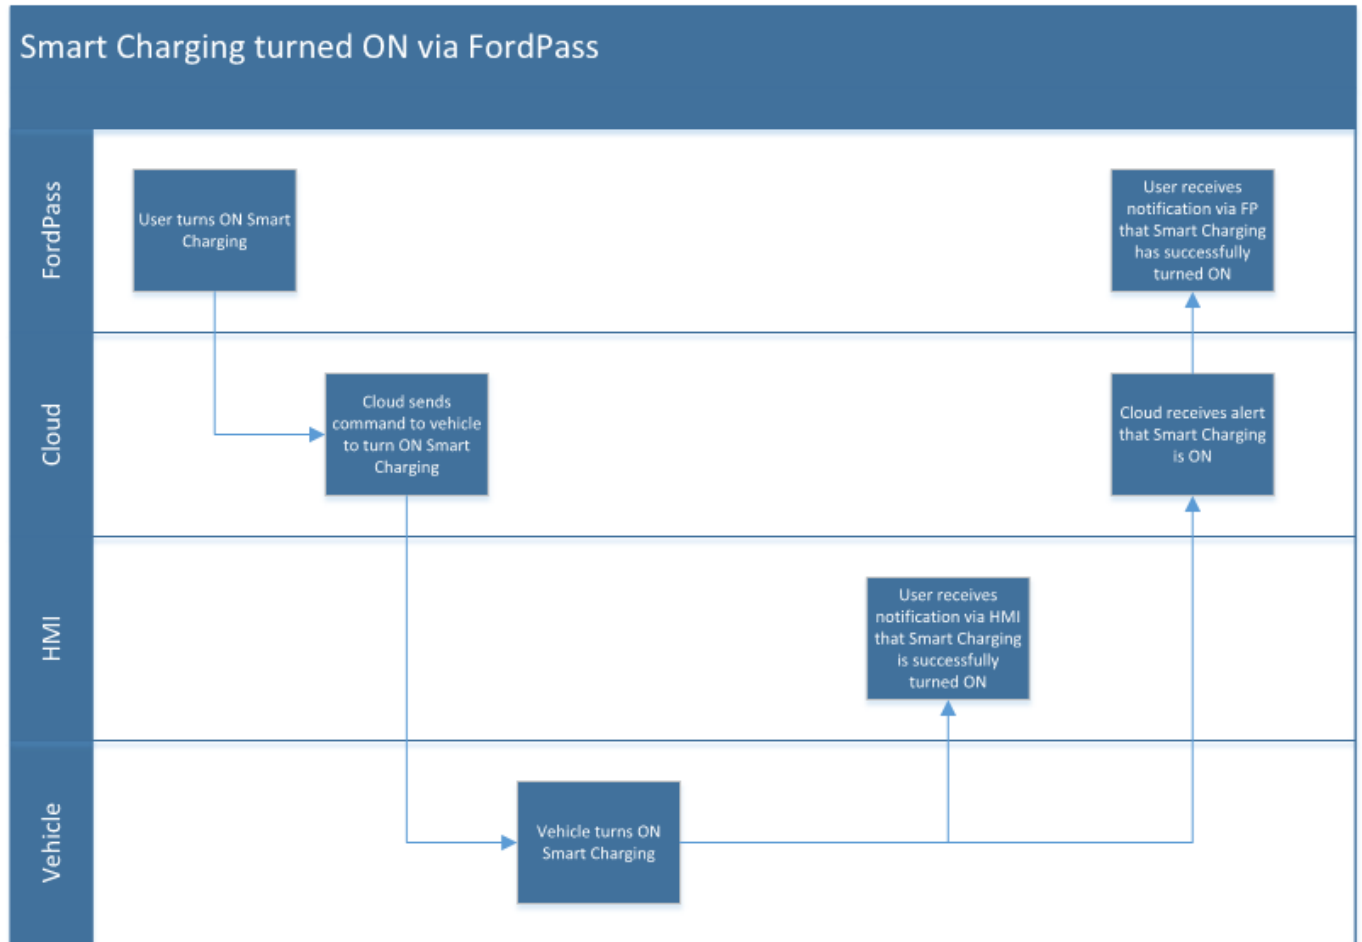 Smart Charging turned ON via FordPass
FordPass
User turns ON Smart
Charging
User receives
notification via FP
that Smart Charging
has successfully
turned ON
Cloud
Cloud sends
command to vehicle
to turn ON Smart
Charging
Cloud receives alert
that Smart Charging
is ON
HMI
User receives
notification via HMI
that Smart Charging
is successfully
turned ON
Vehicle
Vehicle turns ON
Smart Charging